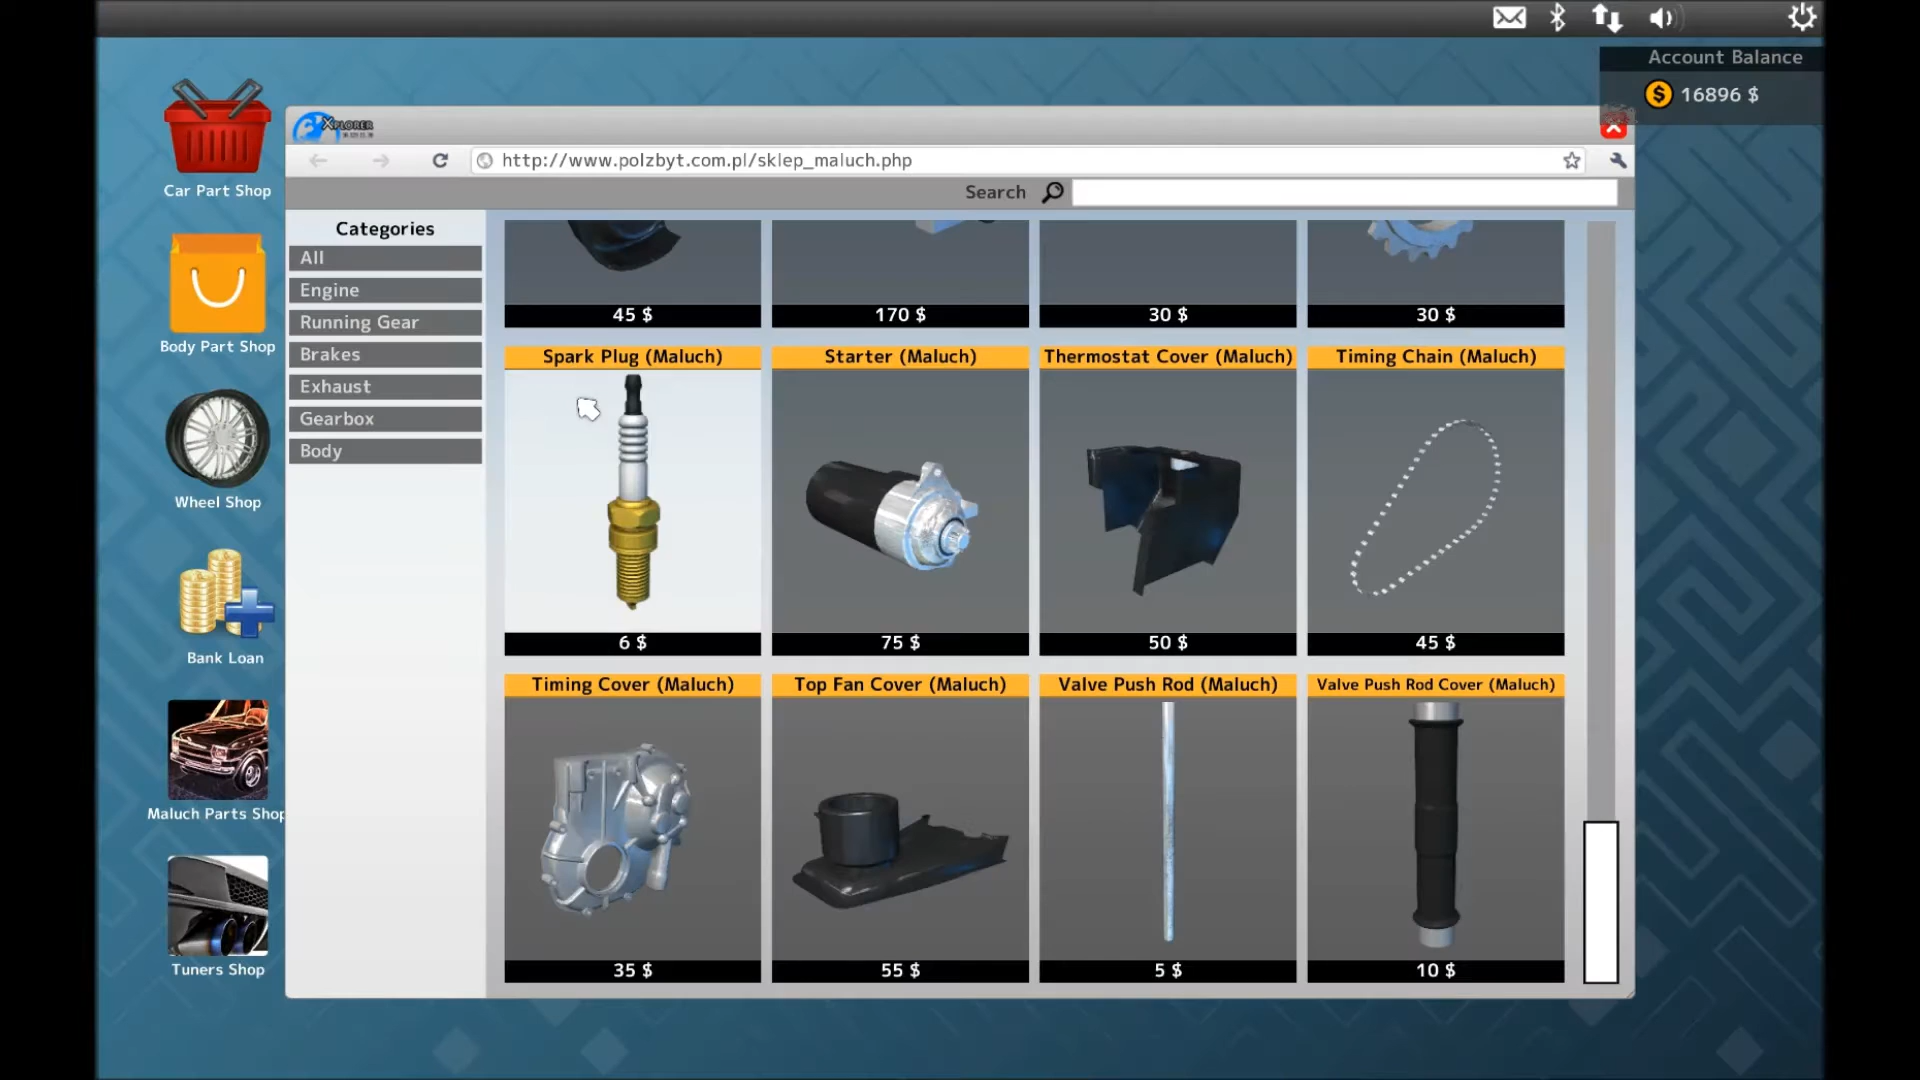 Account Balance
16896 $
XPLORER
http://www.polzbyt.com.pl/sklep_maluch.php
Search
Categories
All
Engine
Running Gear
Brakes
Exhaust
Gearbox
Body
Car Part Shop
Body Part Shop
Wheel Shop
Bank Loan
Maluch Parts Shop
Tuners Shop
45 $
170 $
30 $
30 $
Spark Plug (Maluch)
6 $
Starter (Maluch)
75 $
Thermostat Cover (Maluch)
50 $
Timing Chain (Maluch)
45 $
Timing Cover (Maluch)
35 $
Top Fan Cover (Maluch)
55 $
Valve Push Rod (Maluch)
5 $
Valve Push Rod Cover (Maluch)
10 $